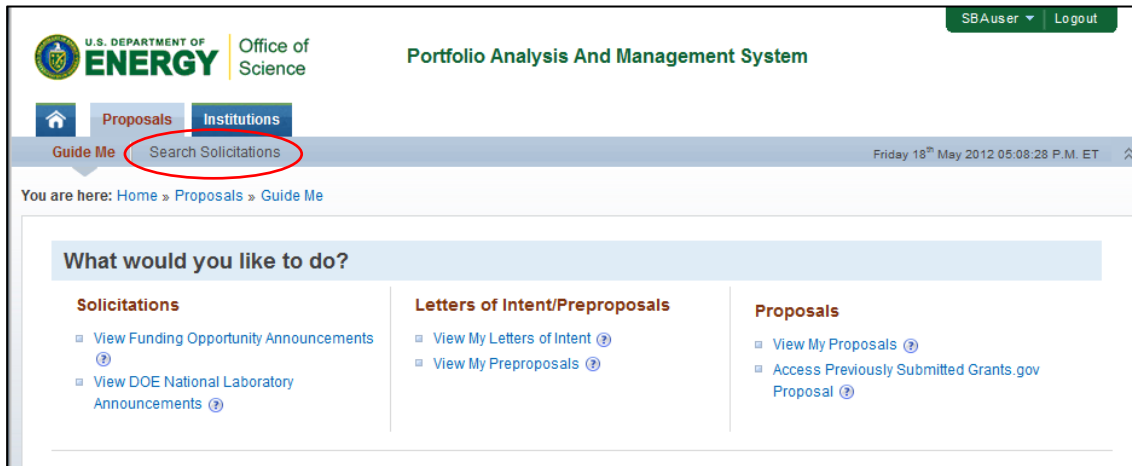 SBAuser Logout
U.S. DEPARTMENT OF
ENERGY
Office of
Science
Portfolio Analysis And Management System
Proposals Institutions
Guide Me Search Solicitations Friday 18th May 2012 05:08:28 P.M. ET
You are here: Home » Proposals » Guide Me
What would you like to do?
Solicitations
View Funding Opportunity Announcements
?
View DOE National Laboratory
Announcements ?
Letters of Intent/Preproposals
View My Letters of Intent ?
View My Preproposals ?
Proposals
View My Proposals ?
Access Previously Submitted Grants.gov
Proposal ?